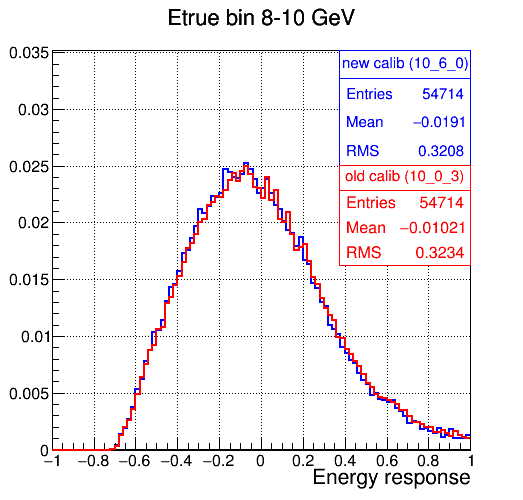 Etrue bin 8-10 GeV
new calib (10_6_0)
Entries 54714
Mean −0.0191
RMS 0.3208
old calib (10_0_3)
Entries 54714
Mean −0.01021
RMS 0.3234
0.035
0.03
0.025
0.02
0.015
0.01
0.005
0
−1 −0.8 −0.6 −0.4 −0.2 0 0.2 0.4 0.6 0.8 1
Energy response